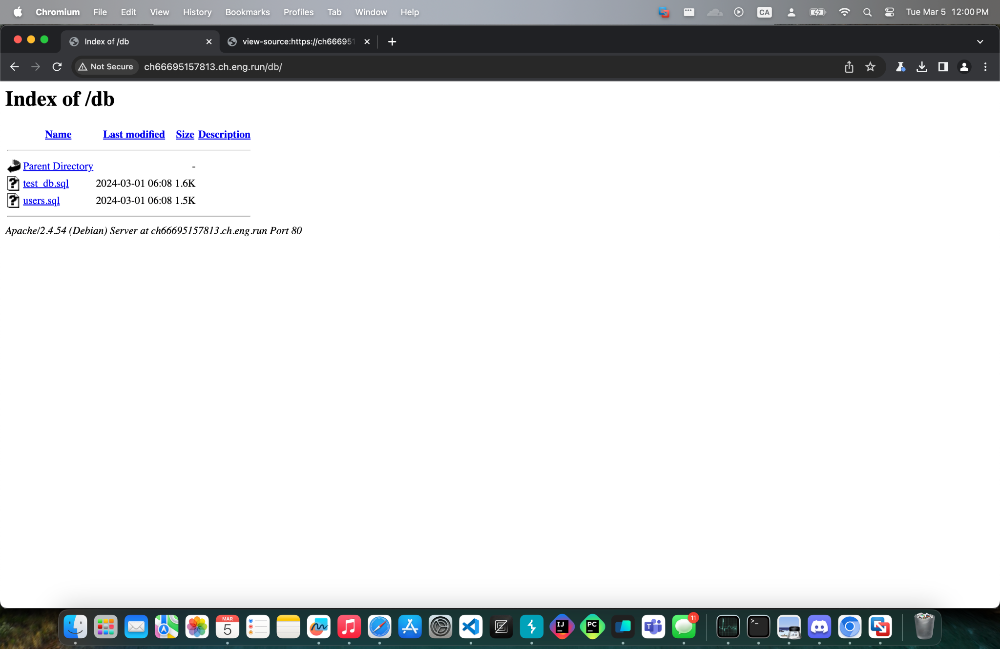 Chromium File Edit View History Bookmarks Profiles Tab Window Help CA Tue Mar 5 12:00 PM
Index of /db view-source:https://ch666951
Not Secure ch66695157813.ch.eng.run/db/
Index of /db
Name Last modified Size Description
Parent Directory -
test_db.sql 2024-03-01 06:08 1.6K
users.sql 2024-03-01 06:08 1.5K
Apache/2.4.54 (Debian) Server at ch66695157813.ch.eng.run Port 80
MAR
5
IJ
PC
T
11
>_